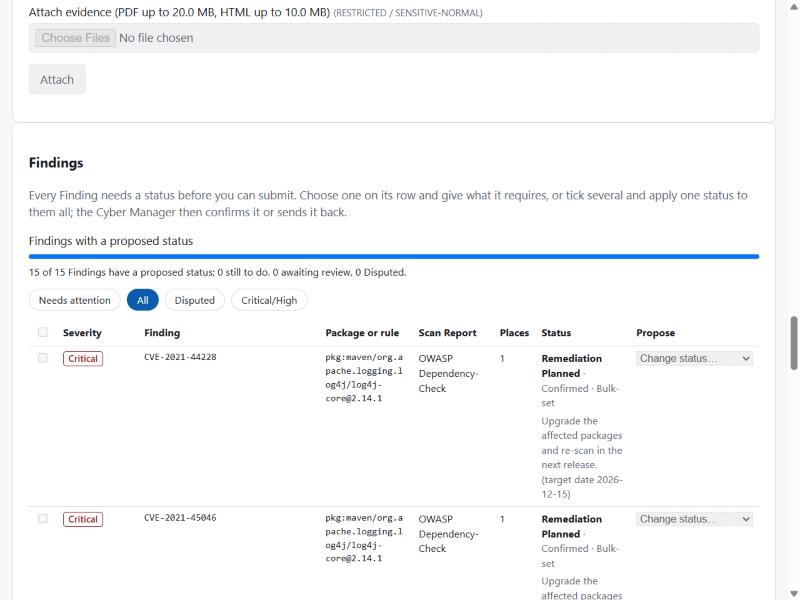 Attach evidence (PDF up to 20.0 MB, HTML up to 10.0 MB) (RESTRICTED / SENSITIVE-NORMAL)
Choose Files No file chosen
Attach
Findings
Every Finding needs a status before you can submit. Choose one on its row and give what it requires, or tick several and apply one status to
them all; the Cyber Manager then confirms it or sends it back.
Findings with a proposed status
15 of 15 Findings have a proposed status; 0 still to do. 0 awaiting review, 0 Disputed.
Needs attention All Disputed Critical/High
Severity Finding Package or rule Scan Report Places Status Propose
Critical CVE-2021-44228 pkg:maven/org.a OWASP 1 Remediation Change status...
pache.logging.l Dependency- Planned ·
og4j/log4j- Check Confirmed · Bulk-
core@2.14.1 set
Upgrade the
affected packages
and re-scan in the
next release.
(target date 2026-
12-15)
Critical CVE-2021-45046 pkg:maven/org.a OWASP 1 Remediation Change status...
pache.logging.l Dependency- Planned ·
og4j/log4j- Check Confirmed · Bulk-
core@2.14.1 set
Upgrade the
affected packages